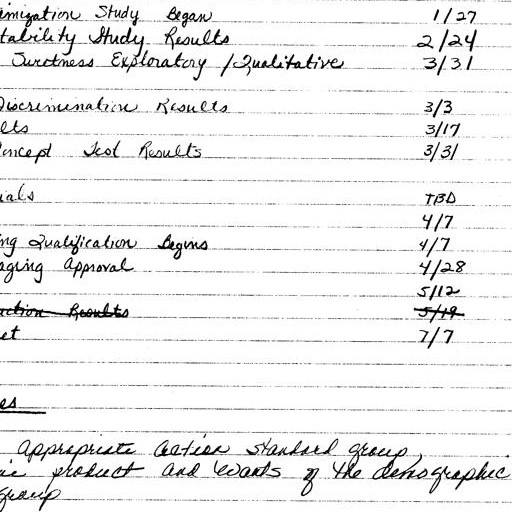 imization Study Began 1/27
tability Study Results 2/24
Sweetness Exploratory / Qualitative 3/31
Discrimination Results 3/3
lts 3/17
oncept Test Results 3/31
ials TBD
4/7
ng Qualification Begins 4/7
aging Approval 4/28
5/12
action Results 5/19
et 7/7
es
Appropriate action standard group,
ic product and wants of the demographic
group